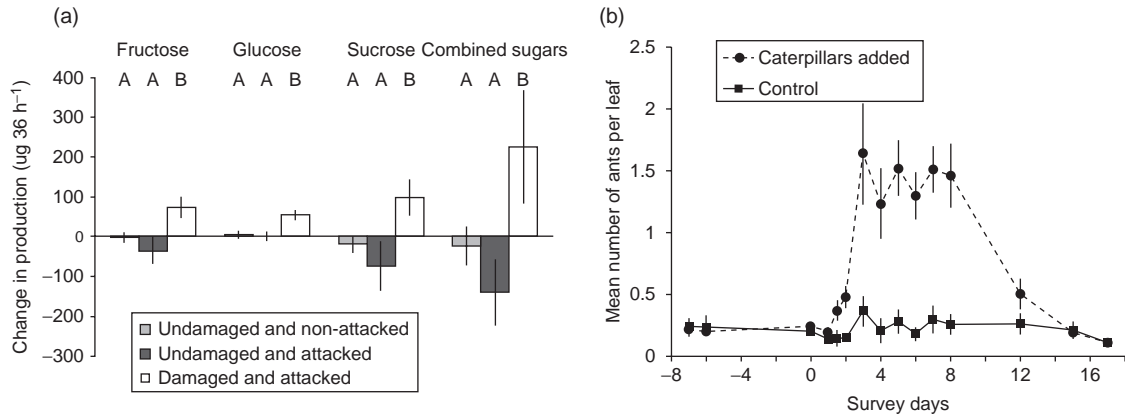 (a)
Fructose Glucose Sucrose Combined sugars
A A B A A B A A B A A B
400
300
200
100
0
−100
−200
−300
Change in production (ug 36 h⁻¹)
Undamaged and non-attacked
Undamaged and attacked
Damaged and attacked
(b)
Caterpillars added
Control
2.5
2
1.5
1
0.5
0
Mean number of ants per leaf
−8 −4 0 4 8 12 16
Survey days